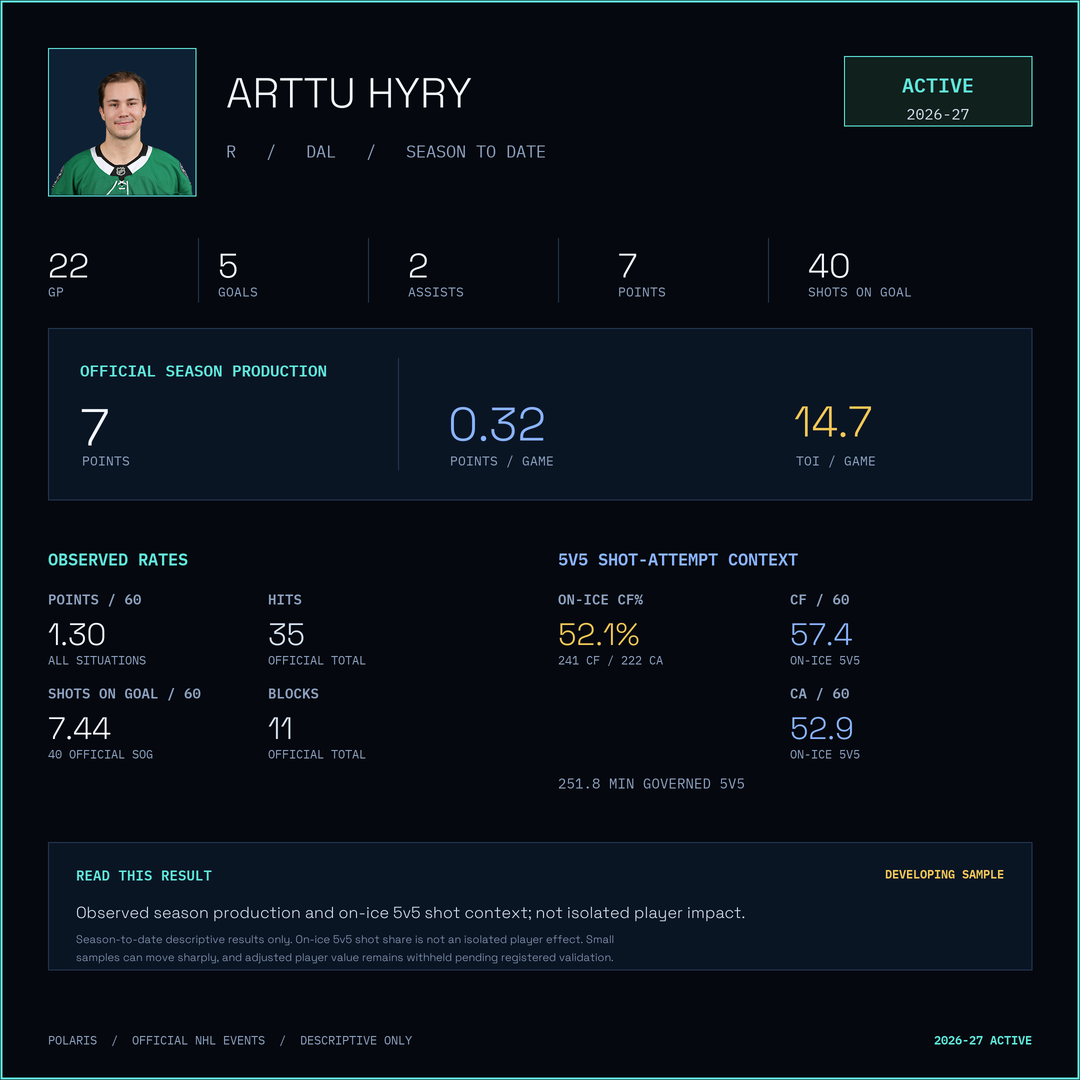 ARTTU HYRY
R / DAL / SEASON TO DATE
ACTIVE
2026-27
22
GP
5
GOALS
2
ASSISTS
7
POINTS
40
SHOTS ON GOAL
OFFICIAL SEASON PRODUCTION
7
POINTS
0.32
POINTS / GAME
14.7
TOI / GAME
OBSERVED RATES
POINTS / 60
1.30
ALL SITUATIONS
HITS
35
OFFICIAL TOTAL
SHOTS ON GOAL / 60
7.44
40 OFFICIAL SOG
BLOCKS
11
OFFICIAL TOTAL
5V5 SHOT-ATTEMPT CONTEXT
ON-ICE CF%
52.1%
241 CF / 222 CA
CF / 60
57.4
ON-ICE 5V5
CA / 60
52.9
ON-ICE 5V5
251.8 MIN GOVERNED 5V5
READ THIS RESULT
DEVELOPING SAMPLE
Observed season production and on-ice 5v5 shot context; not isolated player impact.
Season-to-date descriptive results only. On-ice 5v5 shot share is not an isolated player effect. Small
samples can move sharply, and adjusted player value remains withheld pending registered validation.
POLARIS / OFFICIAL NHL EVENTS / DESCRIPTIVE ONLY
2026-27 ACTIVE